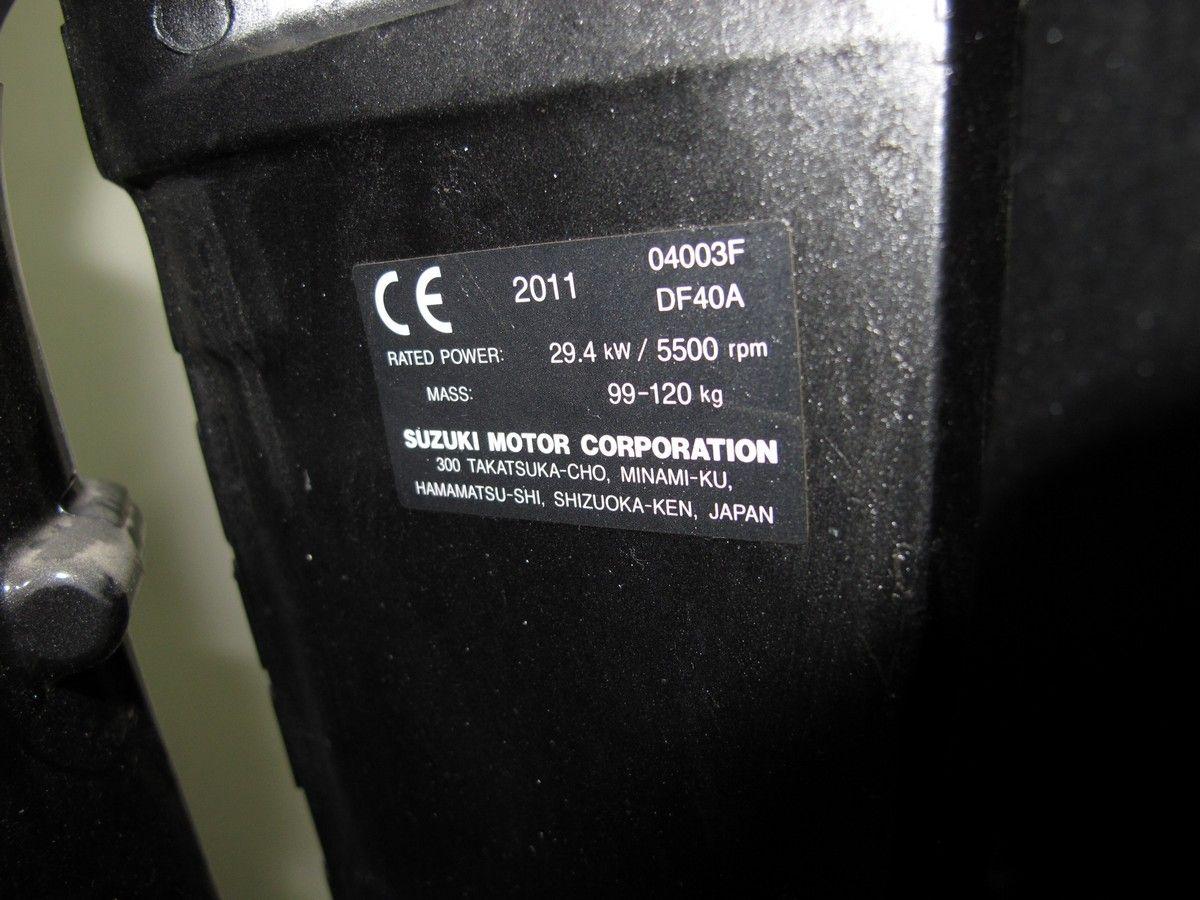 CE 2011 04003F
DF40A
RATED POWER: 29.4 kW / 5500 rpm
MASS: 99-120 kg
SUZUKI MOTOR CORPORATION
300 TAKATSUKA-CHO, MINAMI-KU,
HAMAMATSU-SHI, SHIZUOKA-KEN, JAPAN